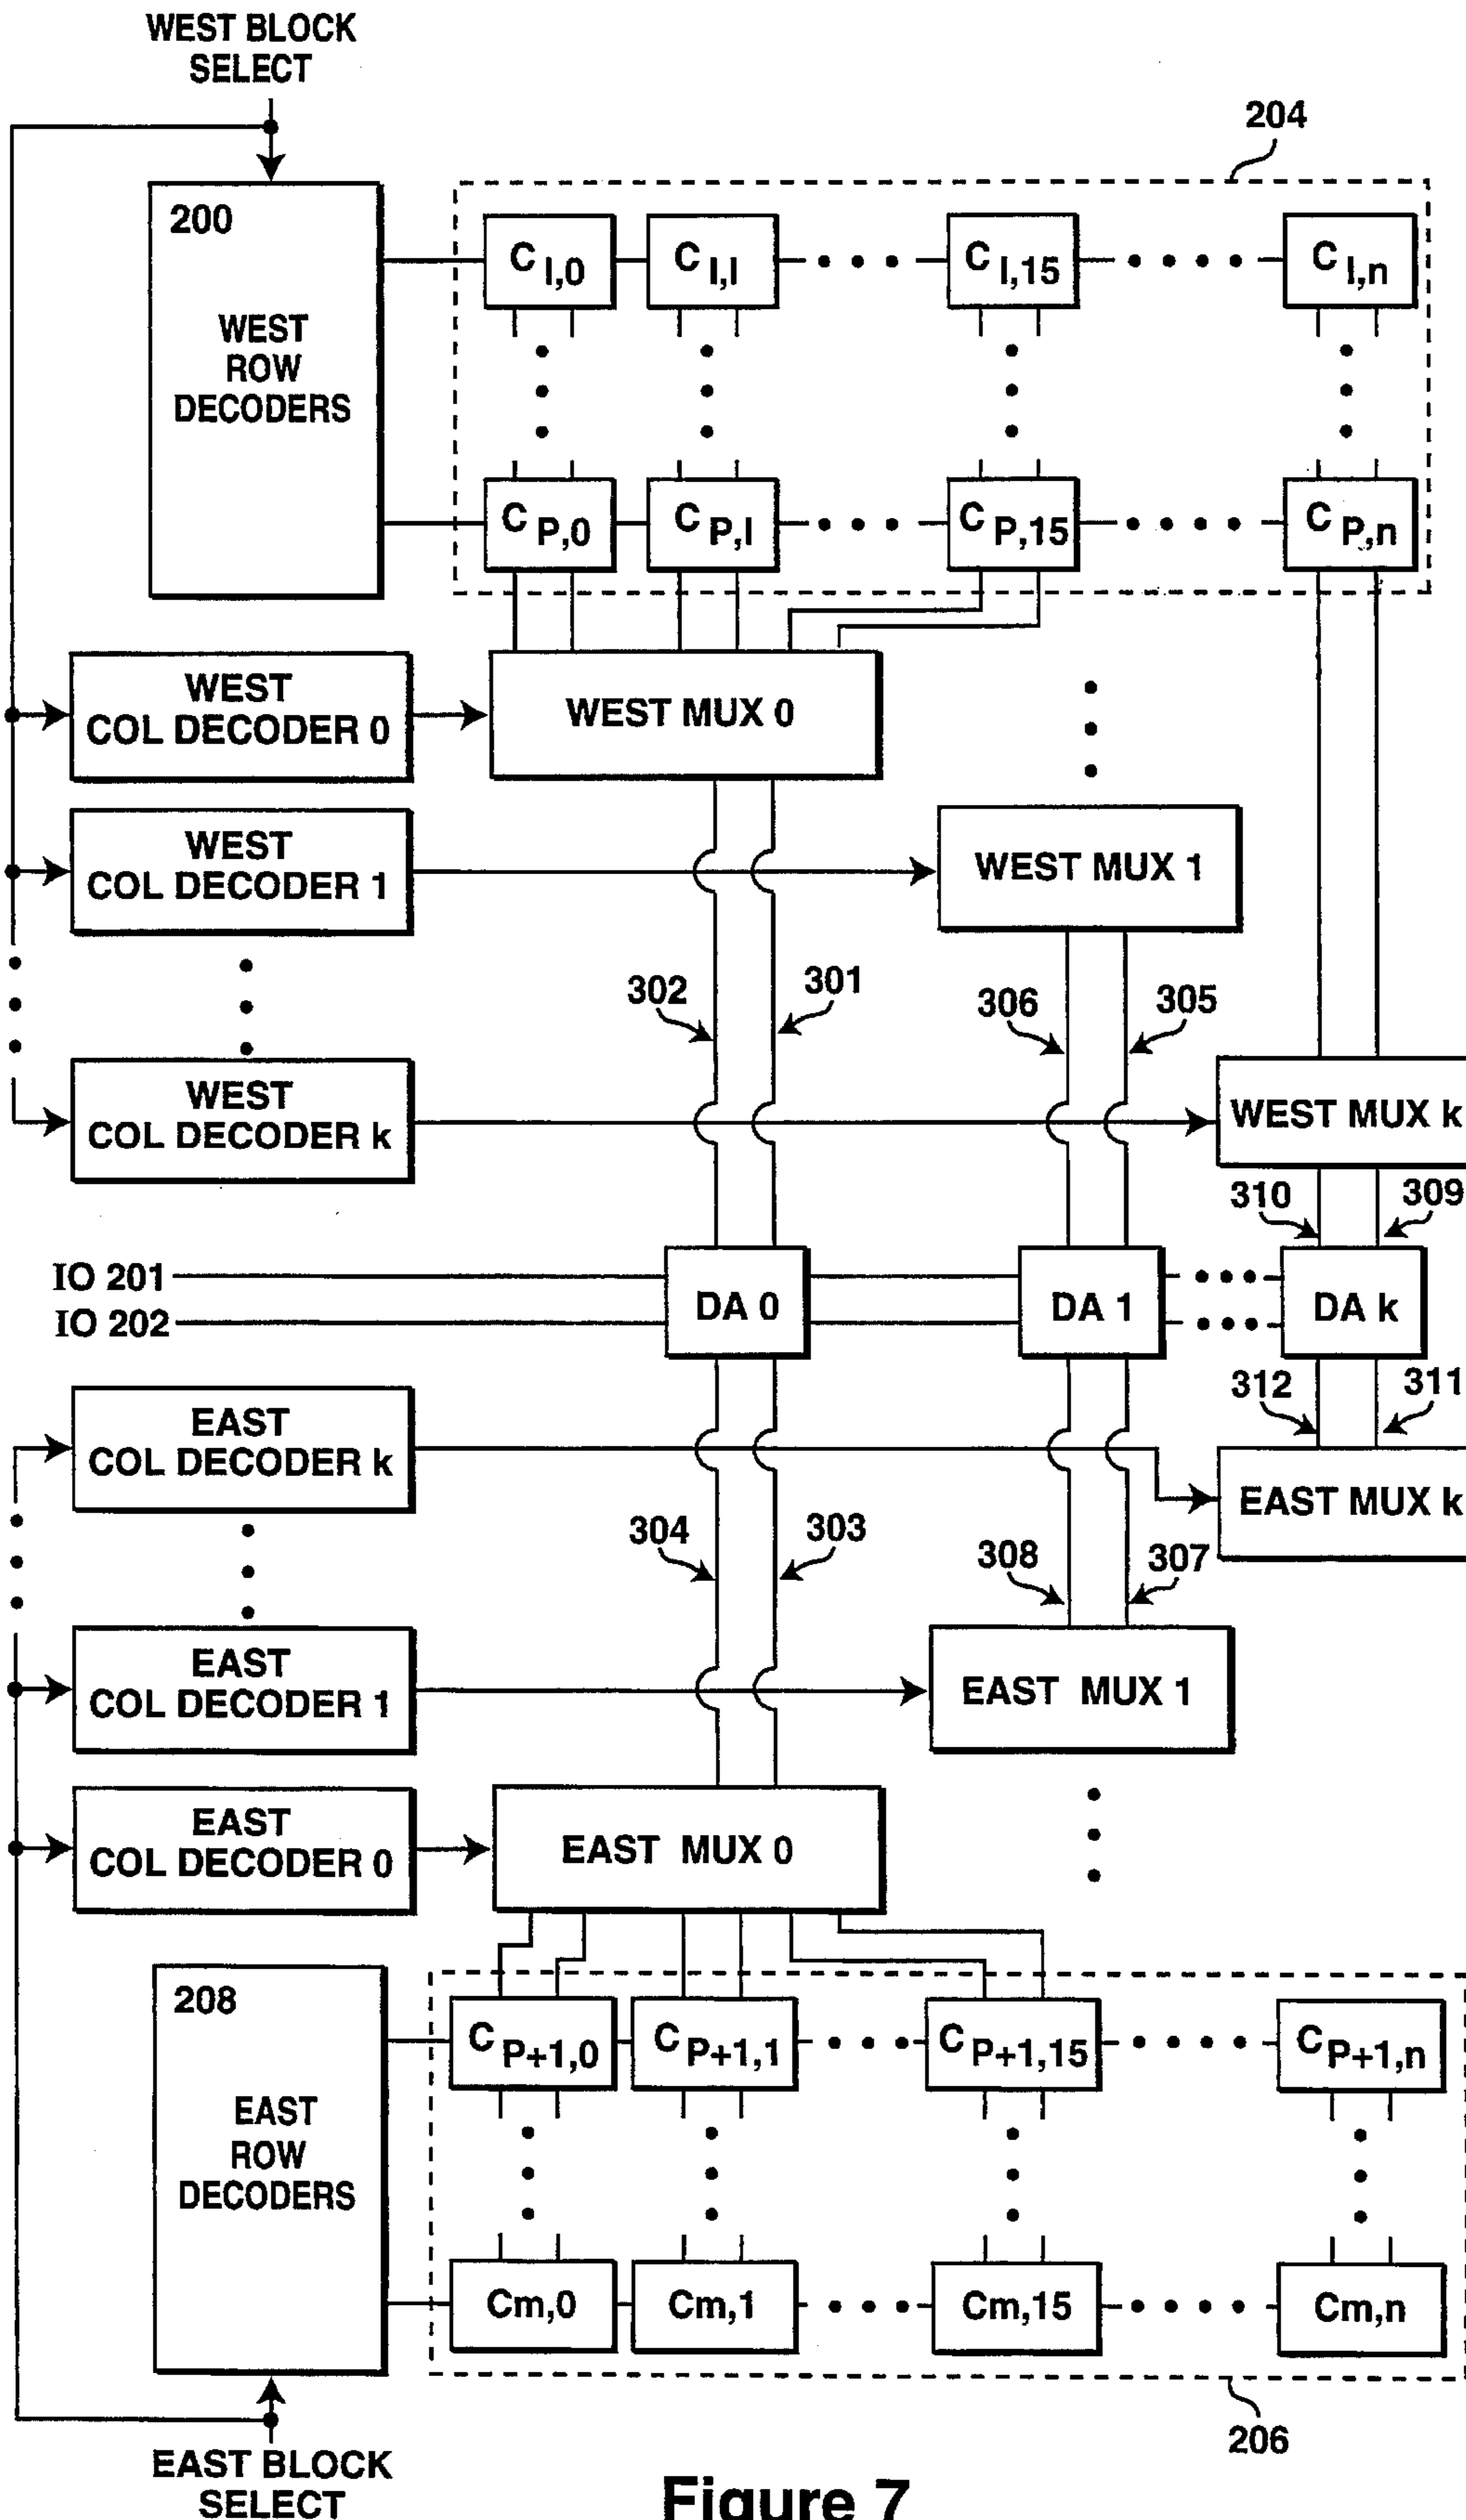 WEST BLOCK
SELECT
204
200
C I,0
C I,I
C I,15
C I,n
WEST
ROW
DECODERS
C P,0
C P,I
C P,15
C P,n
WEST
COL DECODER 0
WEST MUX 0
WEST
COL DECODER 1
WEST MUX 1
302
301
306
305
WEST
COL DECODER k
WEST MUX k
310
309
IO 201
IO 202
DA 0
DA 1
DA k
312
311
EAST
COL DECODER k
EAST MUX k
304
303
308
307
EAST
COL DECODER 1
EAST MUX 1
EAST
COL DECODER 0
EAST MUX 0
208
C P+1,0
C P+1,1
C P+1,15
C P+1,n
EAST
ROW
DECODERS
Cm,0
Cm,1
Cm,15
Cm,n
206
EAST BLOCK
SELECT
Figure 7